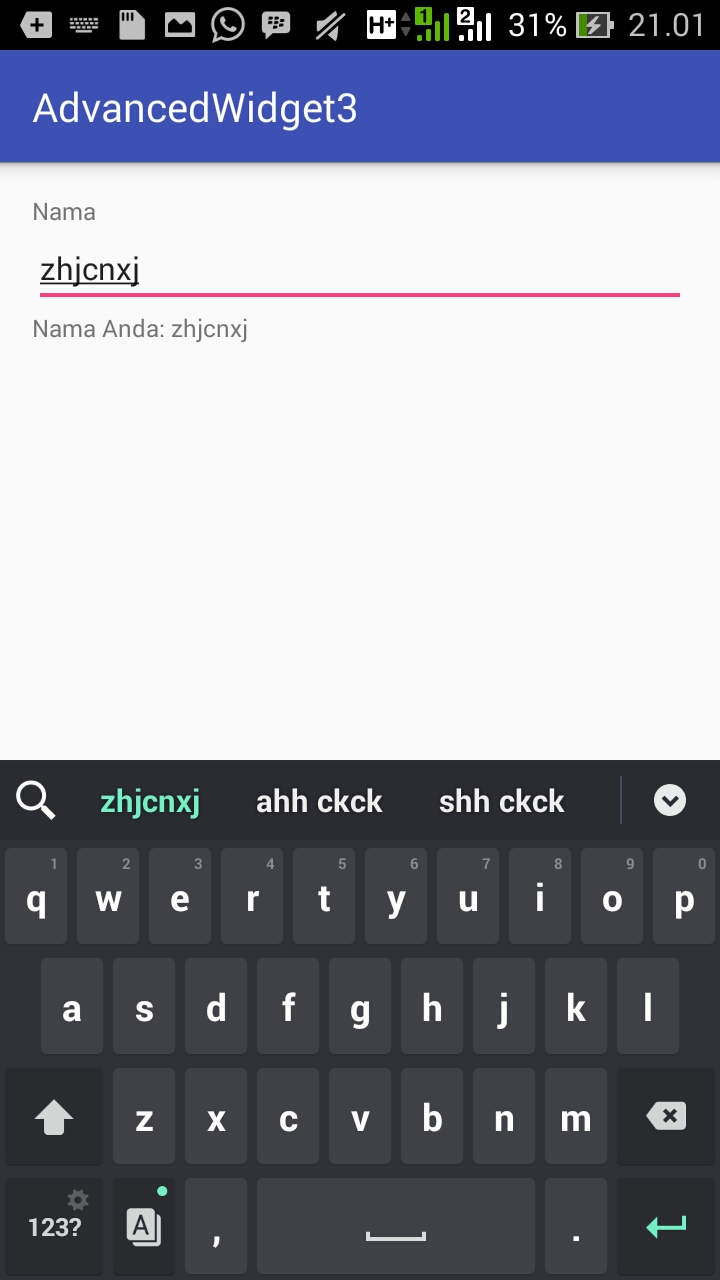 H+ 1 2 31% 21.01
AdvancedWidget3
Nama
zhjcnxj
Nama Anda: zhjcnxj
zhjcnxj ahh ckck shh ckck
1 2 3 4 5 6 7 8 9 0
q w e r t y u i o p
a s d f g h j k l
z x c v b n m
123? A , .